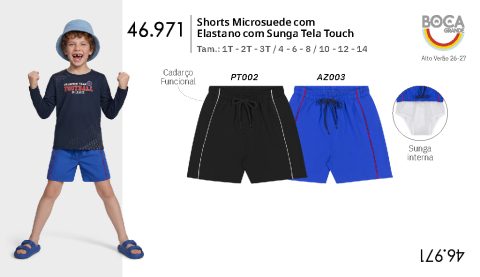 46.971
Shorts Microsuede com
Elastano com Sunga Tela Touch
Tam.: 1T - 2T - 3T / 4 - 6 - 8 / 10 - 12 - 14
BOCA
GRANDE
Alto Verão 26-27
Cadarço
Funcional
PT002
AZ003
FOOTBALL
Sunga
interna
46.971